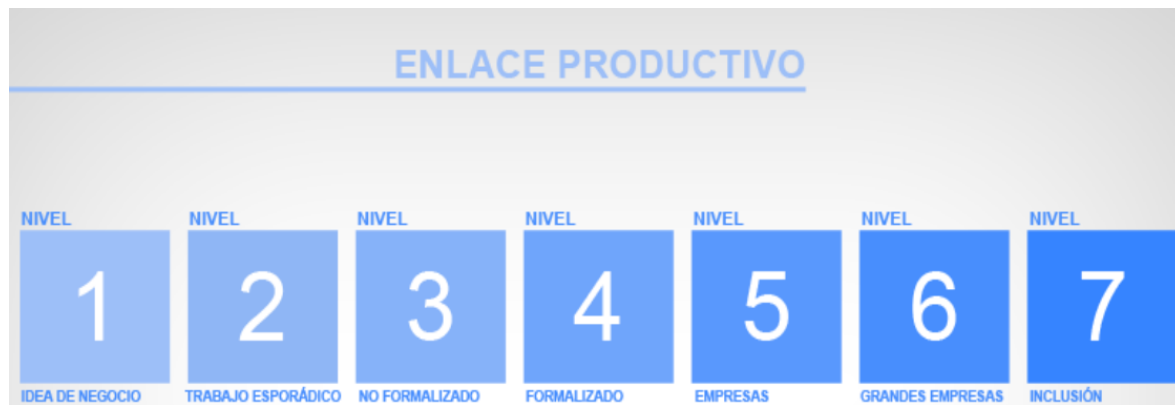 ENLACE PRODUCTIVO
NIVEL NIVEL NIVEL NIVEL NIVEL NIVEL NIVEL
1 2 3 4 5 6 7
IDEA DE NEGOCIO TRABAJO ESPORÁDICO NO FORMALIZADO FORMALIZADO EMPRESAS GRANDES EMPRESAS INCLUSIÓN